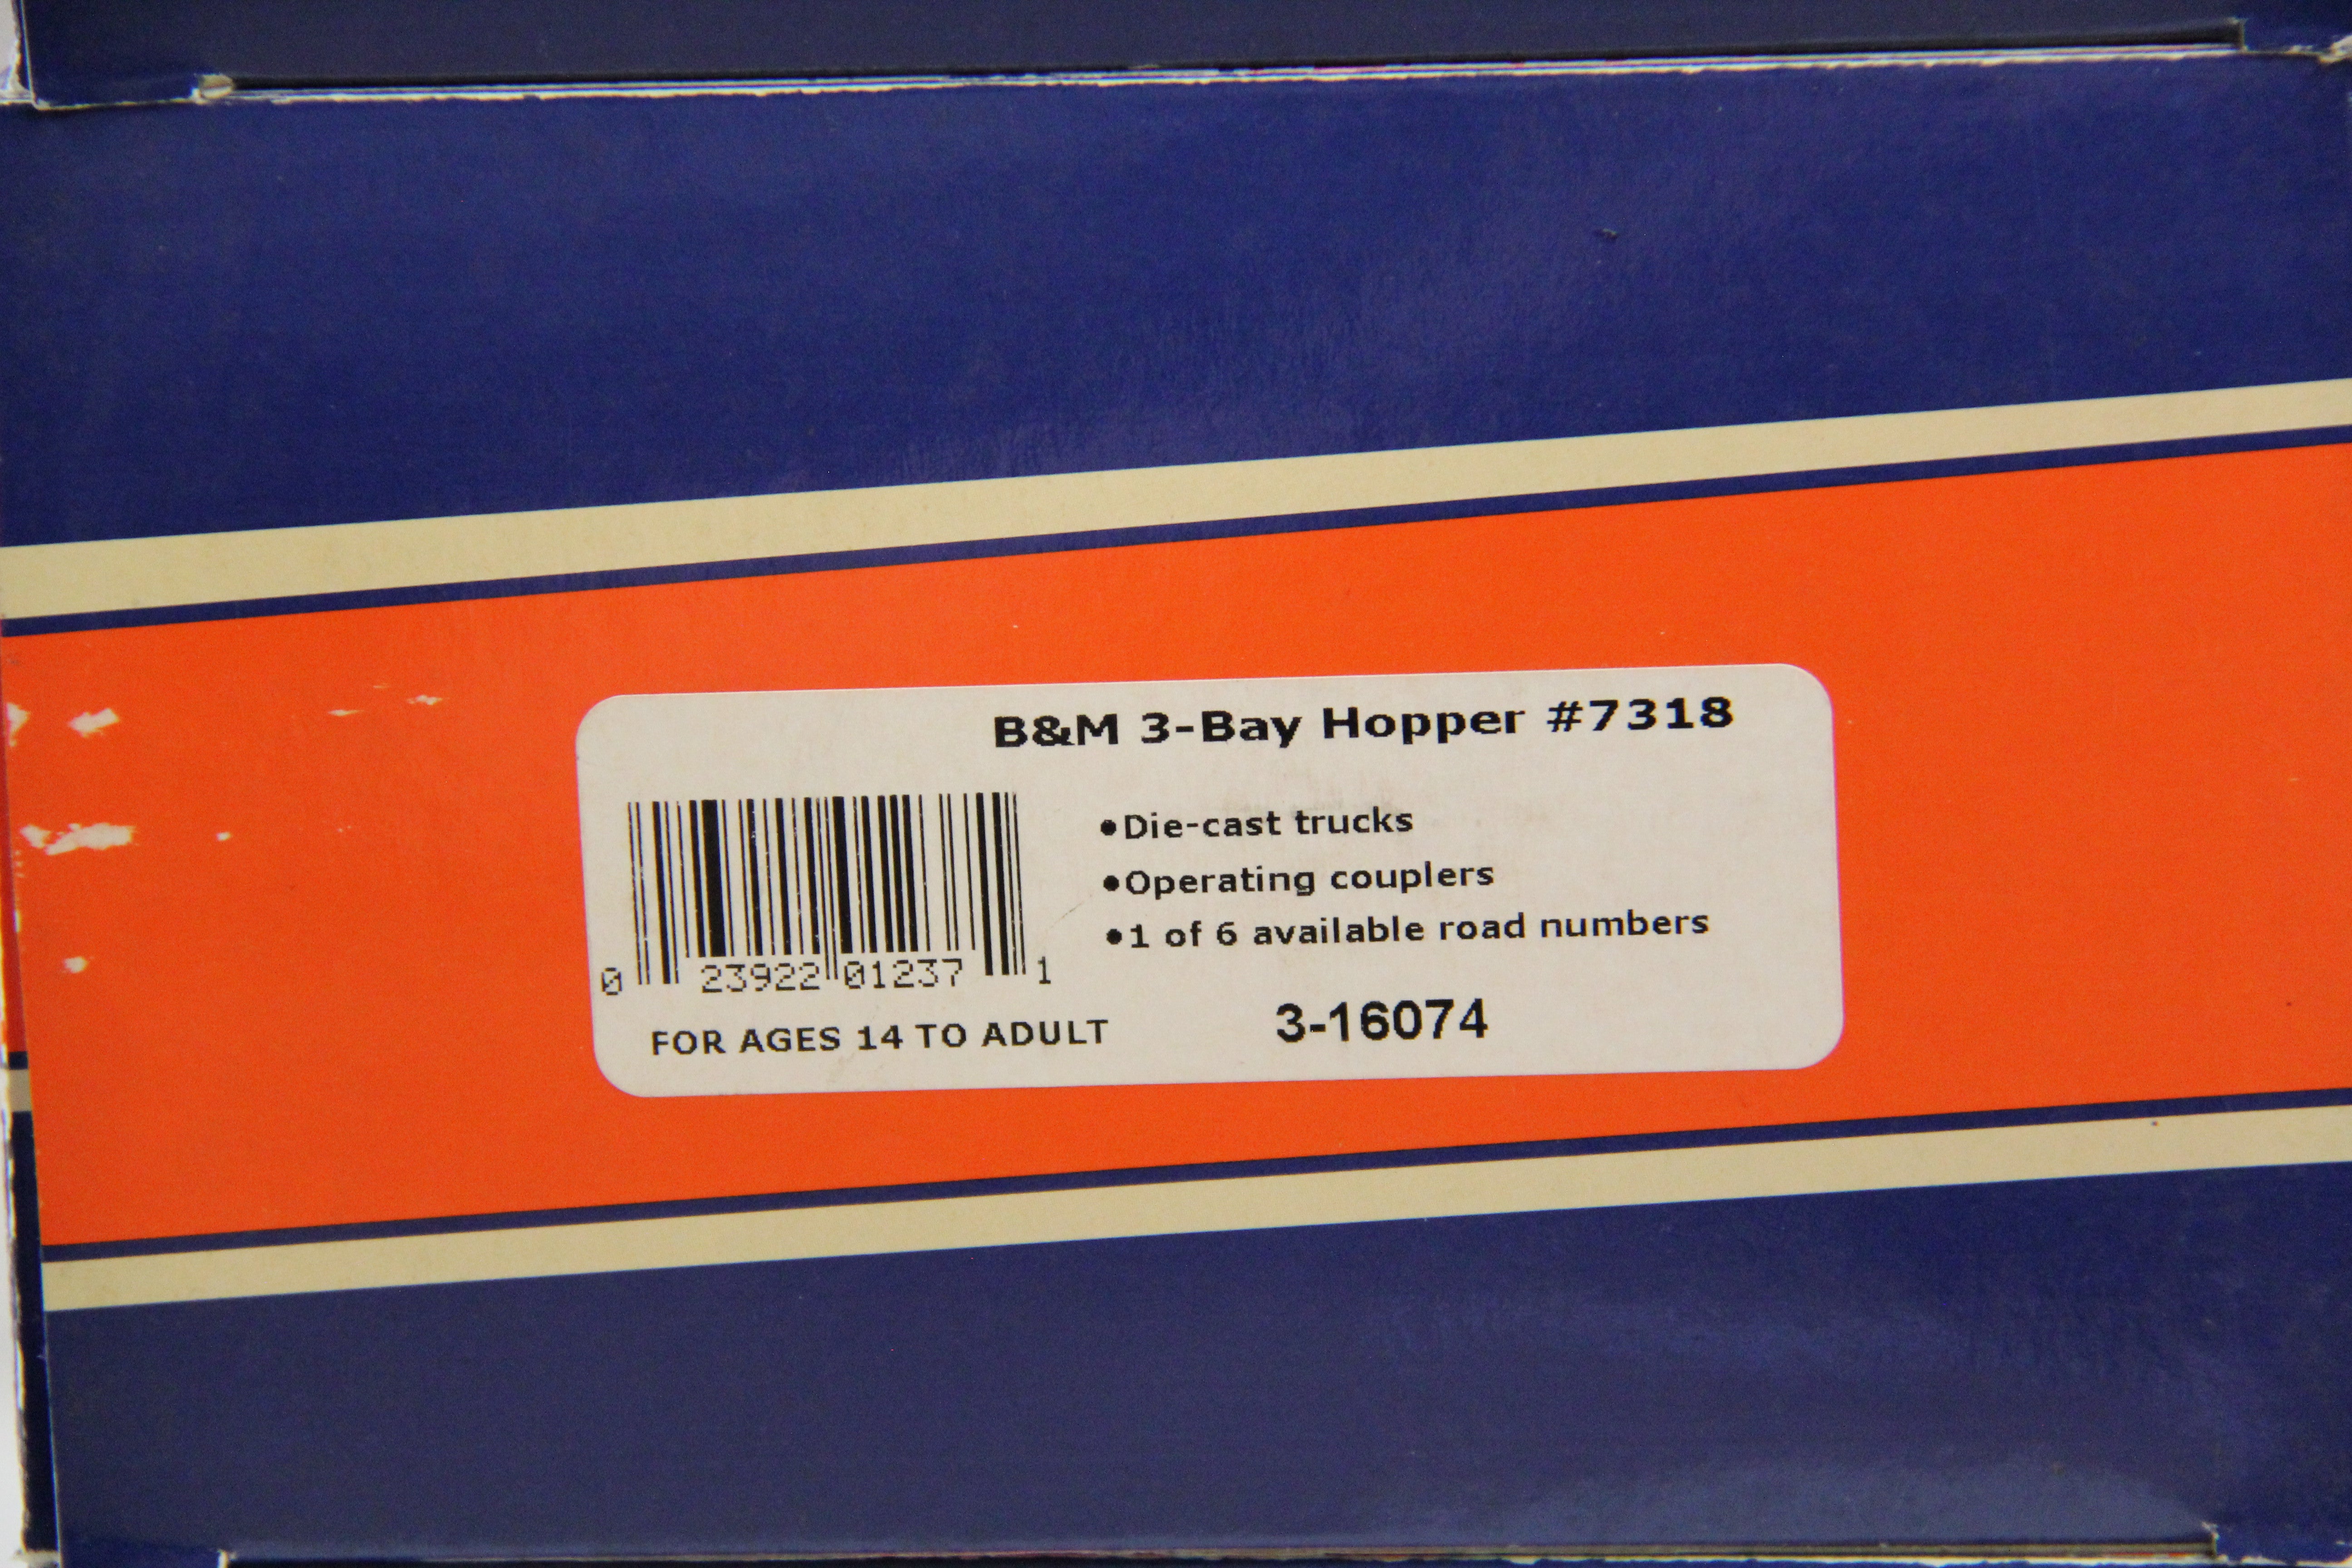 B&M 3-Bay Hopper #7318
●Die-cast trucks
●Operating couplers
●1 of 6 available road numbers
0 23922 01237 1
FOR AGES 14 TO ADULT
3-16074